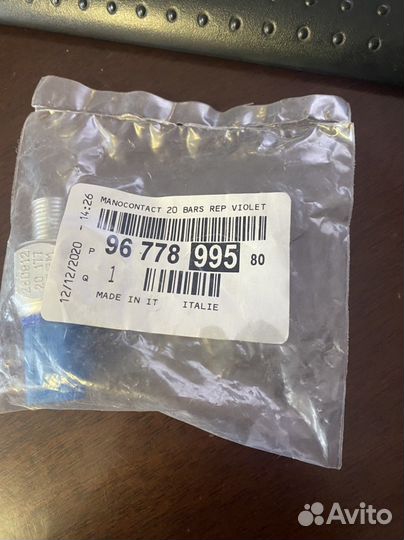 MANOCONTACT 20 BARS REP VIOLET
P 96 778 995 80
Q 1
MADE IN IT ITALIE
12/12/2020 - 14:26
Avito